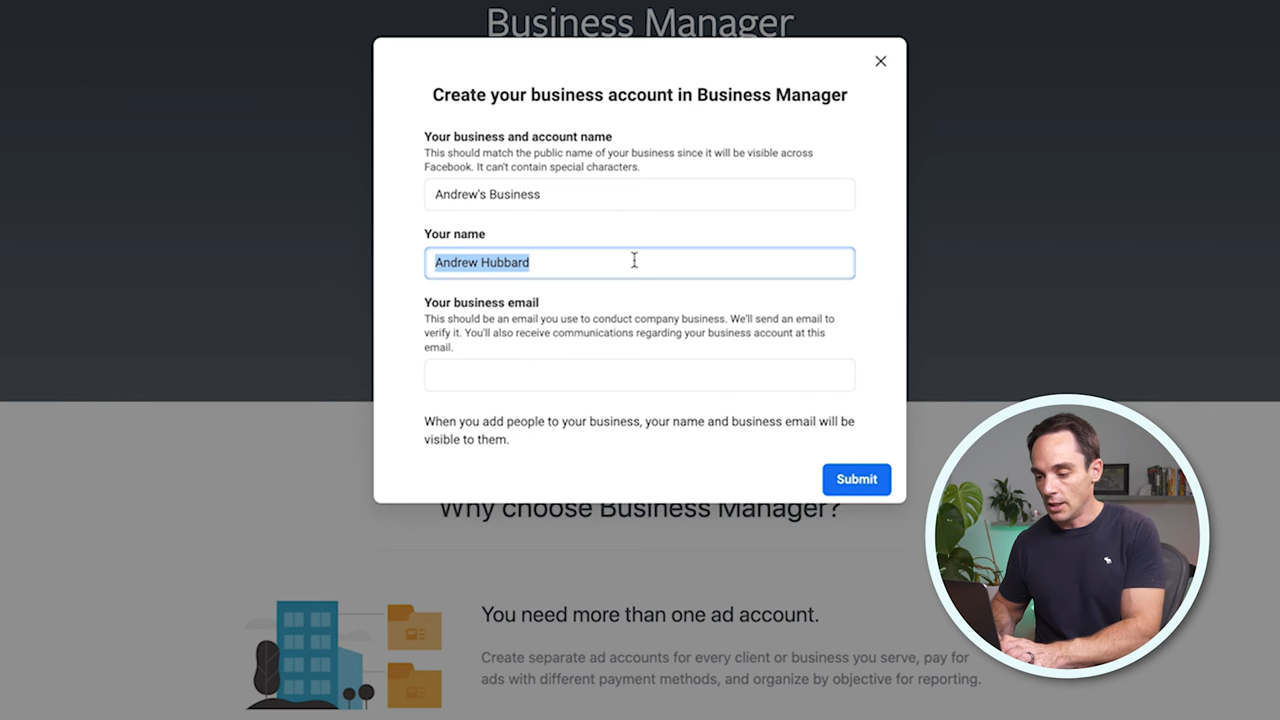 Business Manager
Create your business account in Business Manager
Your business and account name
This should match the public name of your business since it will be visible across
Facebook. It can't contain special characters.
Andrew's Business
Your name
Andrew Hubbard
Your business email
This should be an email you use to conduct company business. We'll send an email to
verify it. You'll also receive communications regarding your business account at this
email.
When you add people to your business, your name and business email will be
visible to them.
Submit
Why choose Business Manager?
You need more than one ad account.
Create separate ad accounts for every client or business you serve, pay for
ads with different payment methods, and organize by objective for reporting.